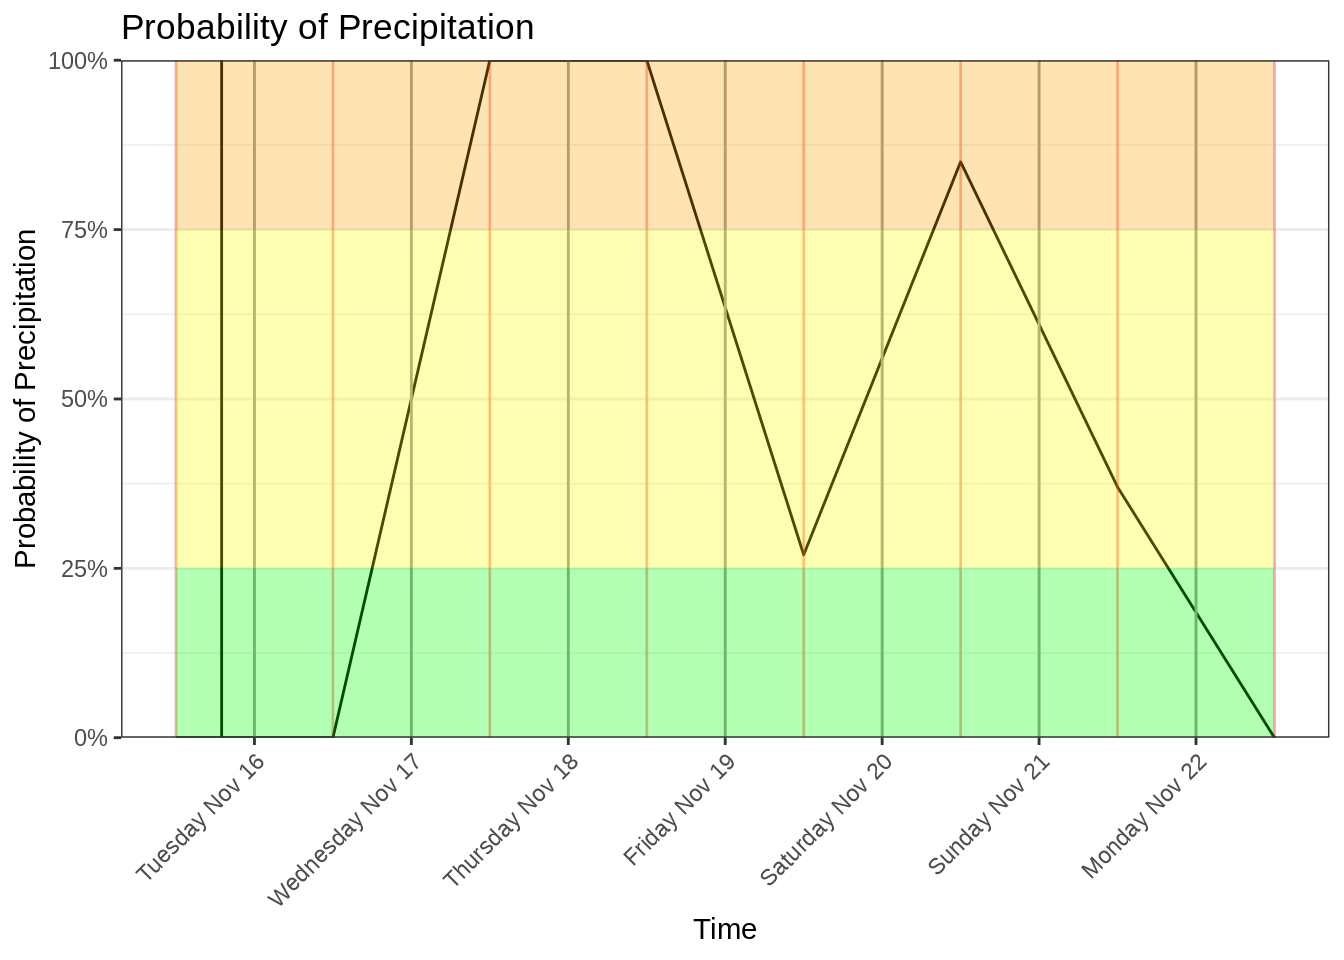 Probability of Precipitation
100%
75%
50%
25%
0%
Probability of Precipitation
Tuesday Nov 16
Wednesday Nov 17
Thursday Nov 18
Friday Nov 19
Saturday Nov 20
Sunday Nov 21
Monday Nov 22
Time